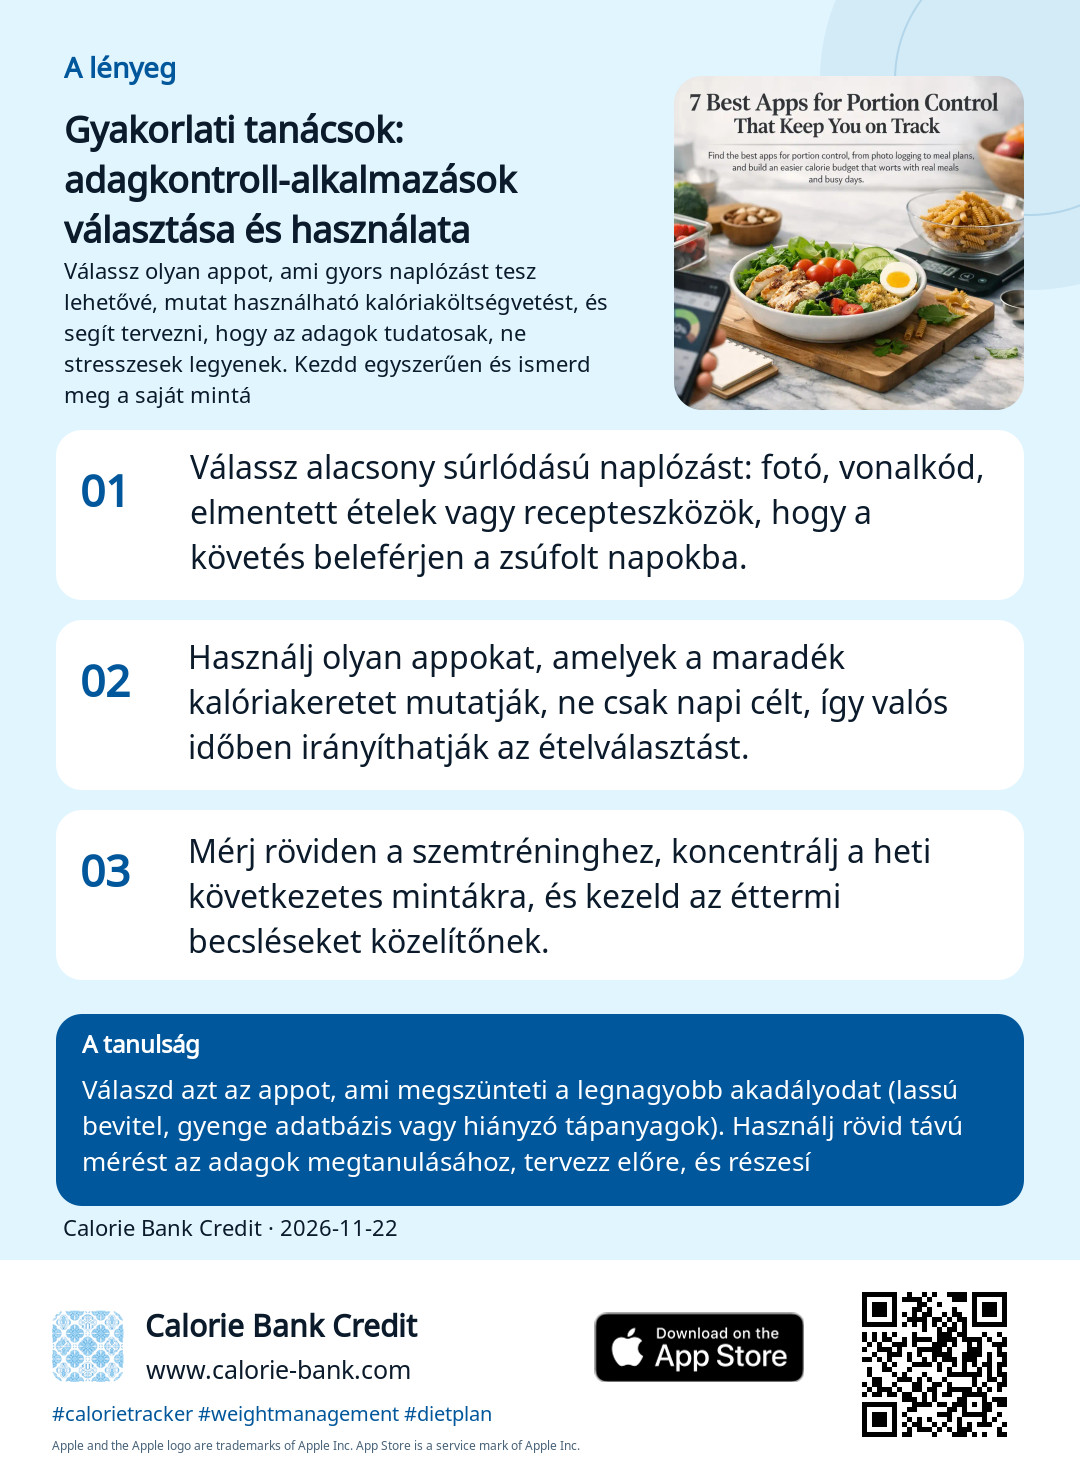 A lényeg
Gyakorlati tanácsok:
adagkontroll-alkalmazások
választása és használata
Válassz olyan appot, ami gyors naplózást tesz
lehetővé, mutat használható kalóriaköltségvetést, és
segít tervezni, hogy az adagok tudatosak, ne
stresszesek legyenek. Kezdd egyszerűen és ismerd
meg a saját mintá
7 Best Apps for Portion Control
That Keep You on Track
Find the best apps for portion control, from photo logging to meal plans,
and build an easier calorie budget that worts with real meals
and busy days.
01
Válassz alacsony súrlódású naplózást: fotó, vonalkód,
elmentett ételek vagy recepteszközök, hogy a
követés beleférjen a zsúfolt napokba.
02
Használj olyan appokat, amelyek a maradék
kalóriakeretet mutatják, ne csak napi célt, így valós
időben irányíthatják az ételválasztást.
03
Mérj röviden a szemtréninghez, koncentrálj a heti
következetes mintákra, és kezeld az éttermi
becsléseket közelítőnek.
A tanulság
Válaszd azt az appot, ami megszünteti a legnagyobb akadályodat (lassú
bevitel, gyenge adatbázis vagy hiányzó tápanyagok). Használj rövid távú
mérést az adagok megtanulásához, tervezz előre, és részesí
Calorie Bank Credit · 2026-11-22
Calorie Bank Credit
www.calorie-bank.com
Download on the
App Store
#calorietracker #weightmanagement #dietplan
Apple and the Apple logo are trademarks of Apple Inc. App Store is a service mark of Apple Inc.